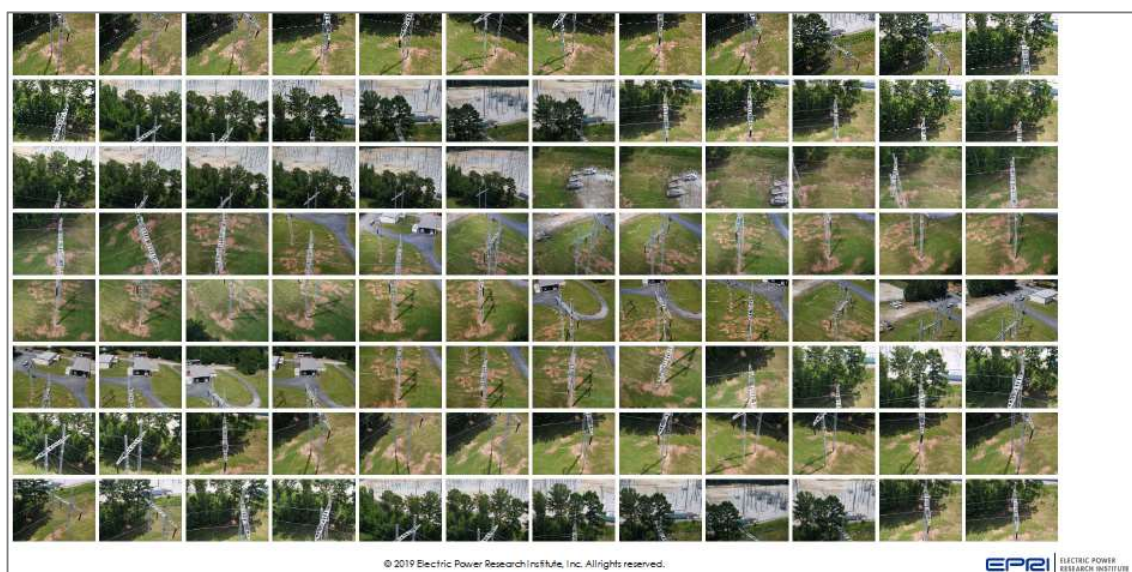 © 2019 Electric Power Research Institute, Inc. All rights reserved.
EPRI
ELECTRIC POWER
RESEARCH INSTITUTE